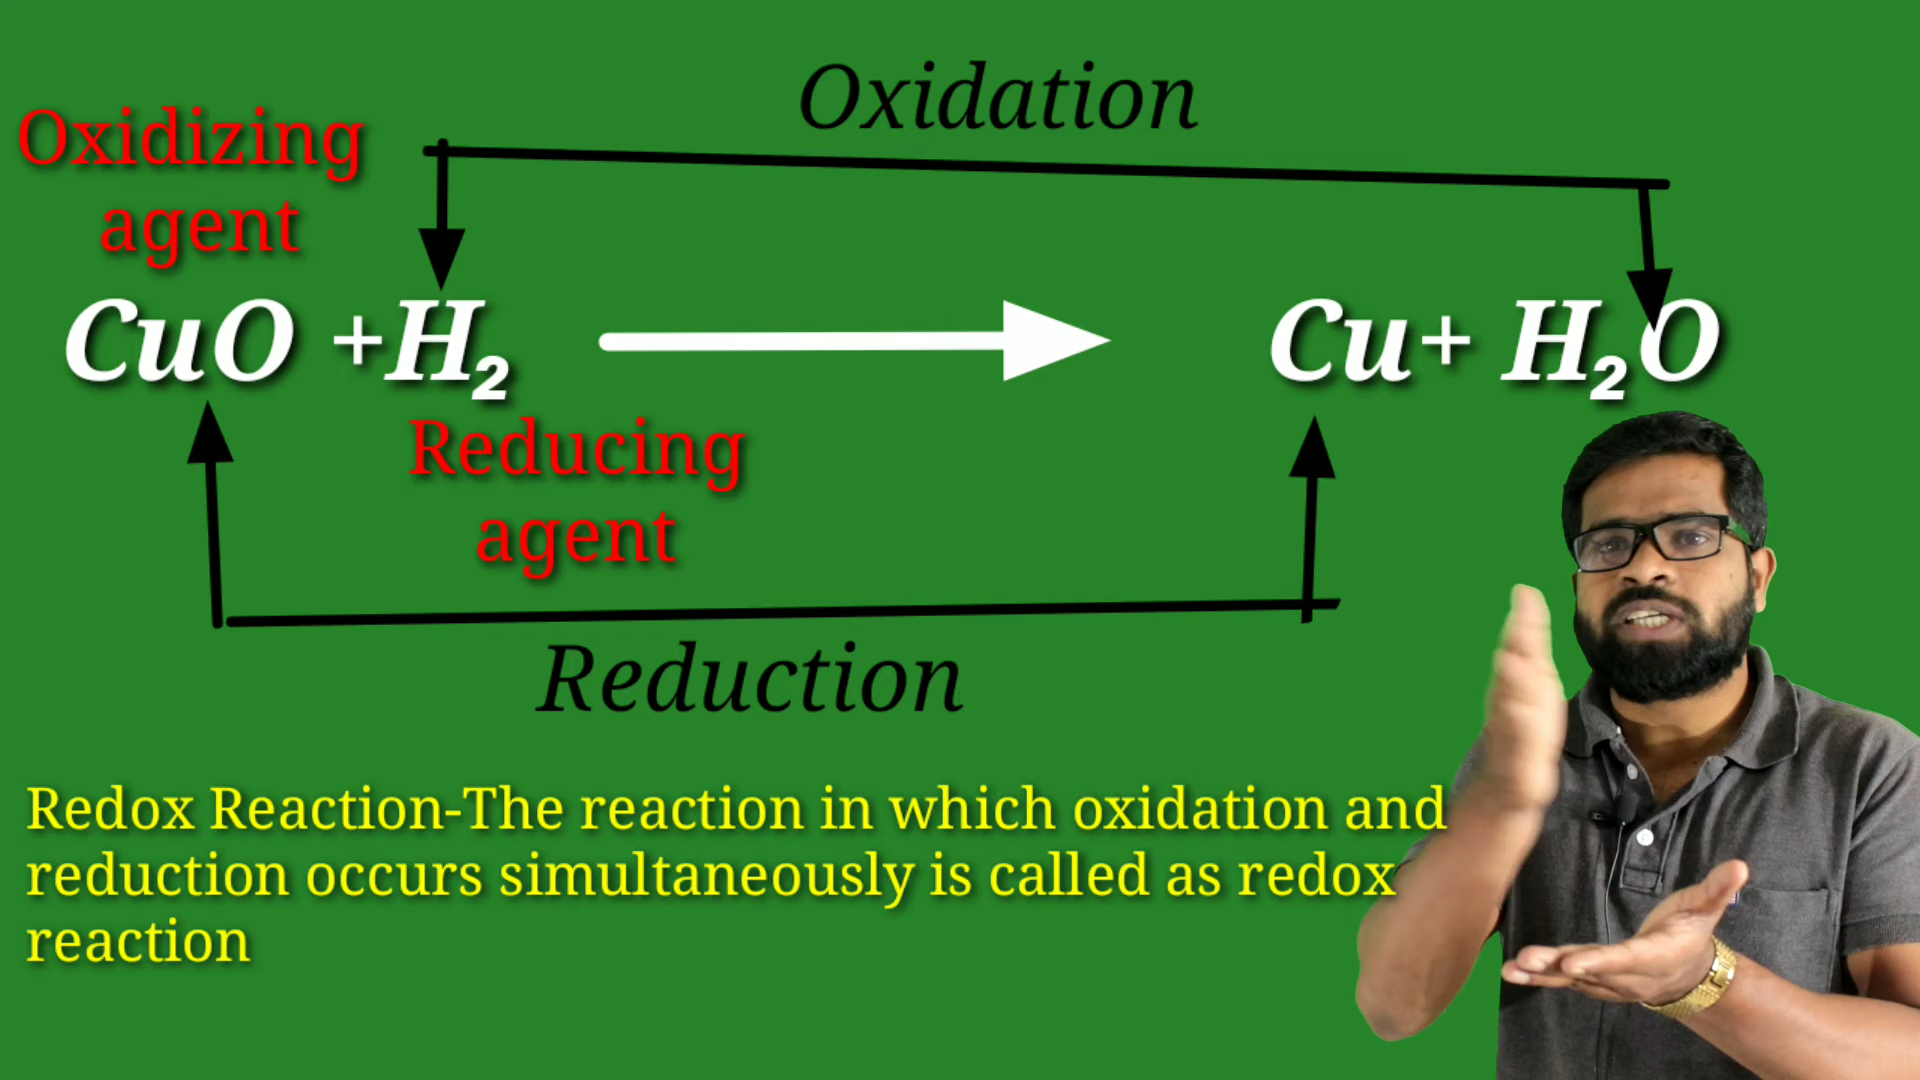 Oxidation
Oxidizing
agent
CuO +H₂ Cu+ H₂O
Reducing
agent
Reduction
Redox Reaction-The reaction in which oxidation and
reduction occurs simultaneously is called as redox
reaction